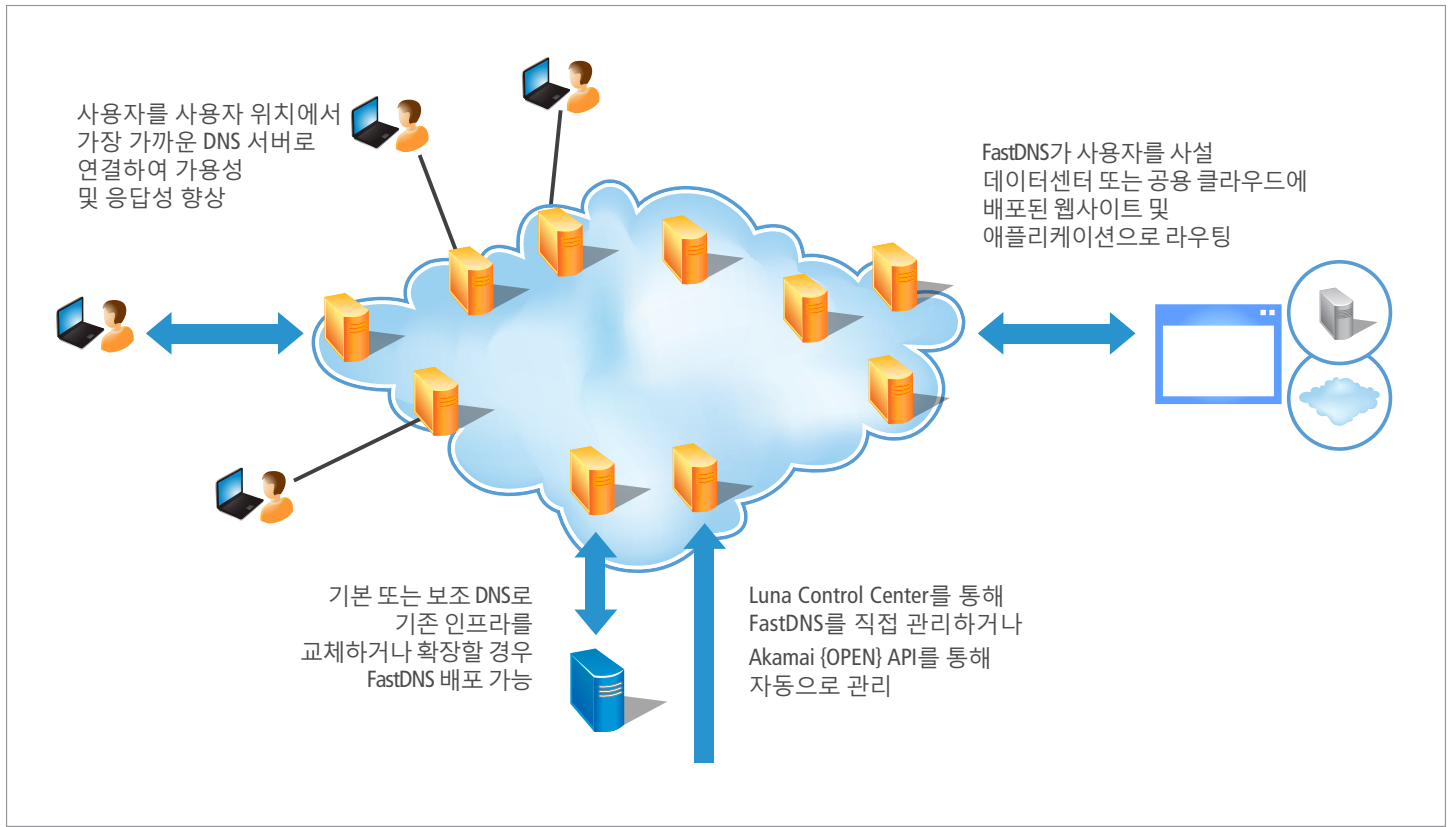 사용자를 사용자 위치에서
가장 가까운 DNS 서버로
연결하여 가용성
및 응답성 향상
FastDNS가 사용자를 사설
데이터센터 또는 공용 클라우드에
배포된 웹사이트 및
애플리케이션으로 라우팅
기본 또는 보조 DNS로
기존 인프라를
교체하거나 확장할 경우
FastDNS 배포 가능
Luna Control Center를 통해
FastDNS를 직접 관리하거나
Akamai {OPEN} API를 통해
자동으로 관리